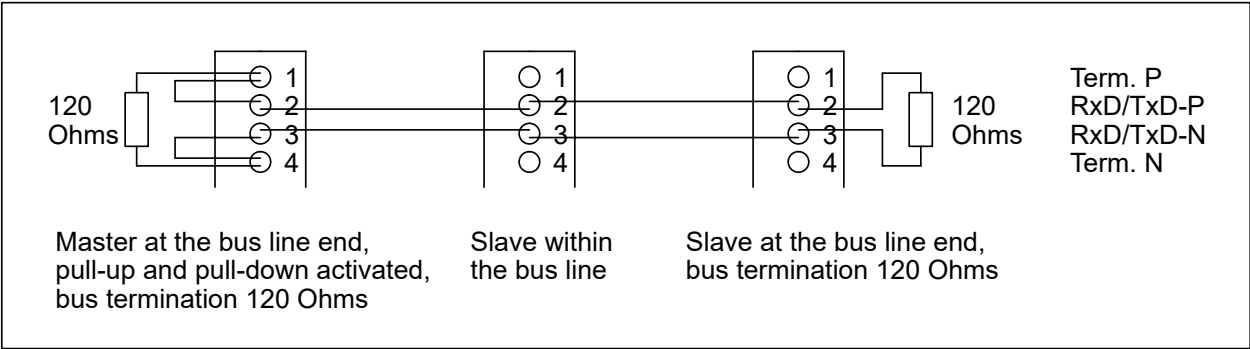 120
Ohms
1
2
3
4
1
2
3
4
1
2
3
4
120
Ohms
Term. P
RxD/TxD-P
RxD/TxD-N
Term. N
Master at the bus line end,
pull-up and pull-down activated,
bus termination 120 Ohms
Slave within
the bus line
Slave at the bus line end,
bus termination 120 Ohms